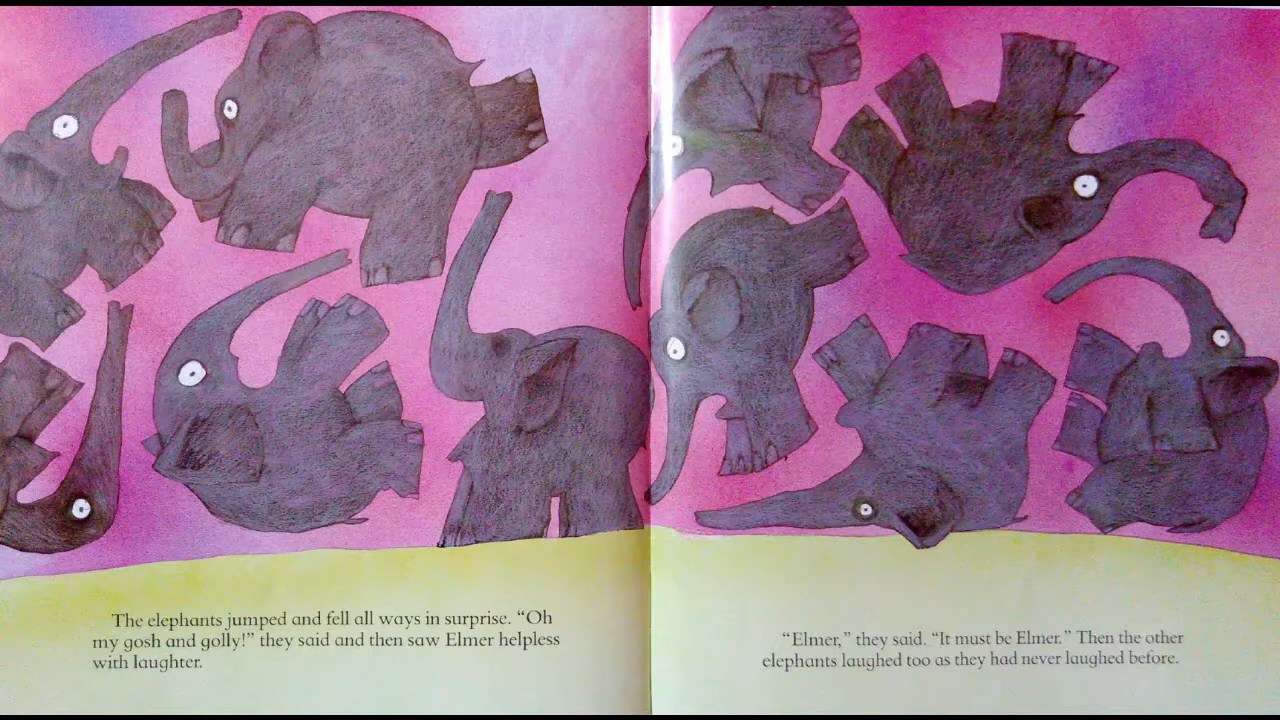 The elephants jumped and fell all ways in surprise. “Oh
my gosh and golly!” they said and then saw Elmer helpless
with laughter.
“Elmer,” they said. “It must be Elmer.” Then the other
elephants laughed too as they had never laughed before.